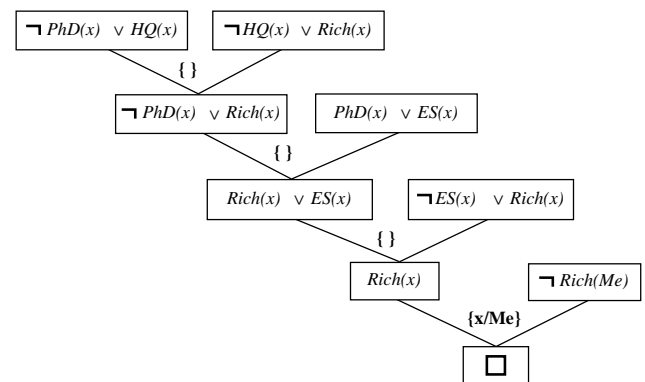 ¬ PhD(x) ∨ HQ(x) ¬HQ(x) ∨ Rich(x)
{ }
¬ PhD(x) ∨ Rich(x) PhD(x) ∨ ES(x)
{ }
Rich(x) ∨ ES(x) ¬ES(x) ∨ Rich(x)
{ }
Rich(x) ¬ Rich(Me)
{x/Me}